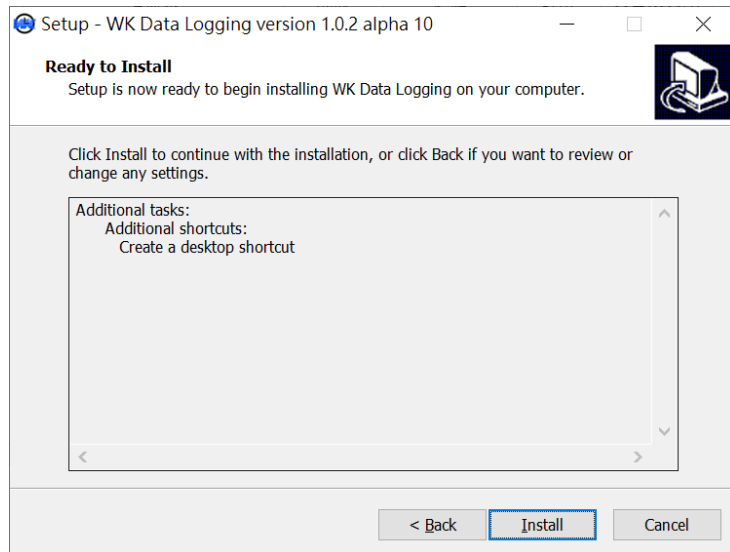 Setup - WK Data Logging version 1.0.2 alpha 10
Ready to Install
Setup is now ready to begin installing WK Data Logging on your computer.
Click Install to continue with the installation, or click Back if you want to review or
change any settings.
Additional tasks:
Additional shortcuts:
Create a desktop shortcut
< Back
Install
Cancel